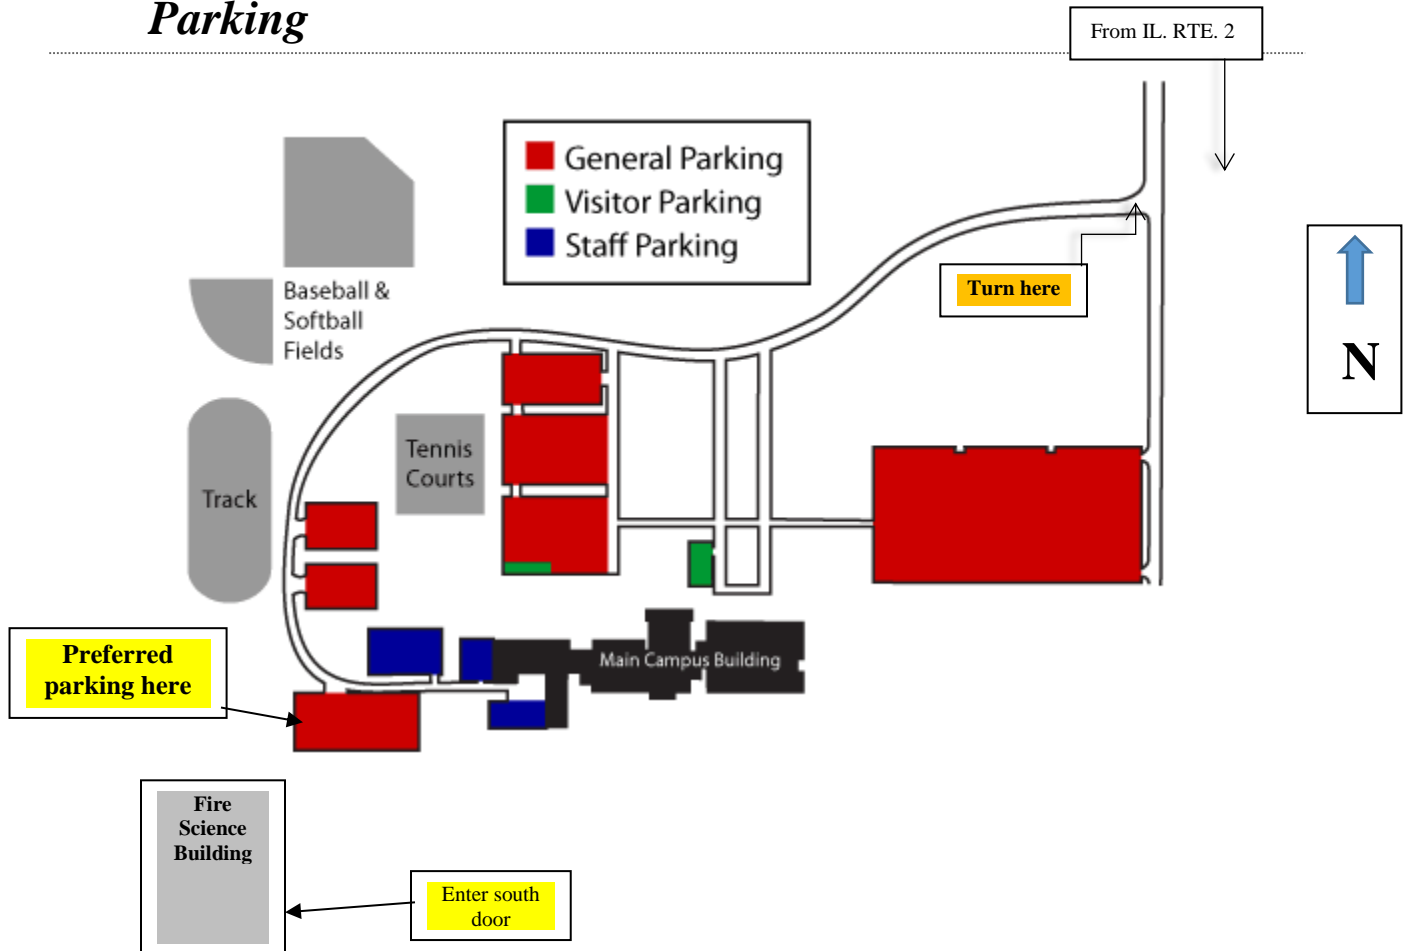 Parking
From IL. RTE. 2
General Parking
Visitor Parking
Staff Parking
Turn here
N
Baseball &
Softball
Fields
Tennis
Courts
Track
Preferred
parking here
Main Campus Building
Fire
Science
Building
Enter south
door